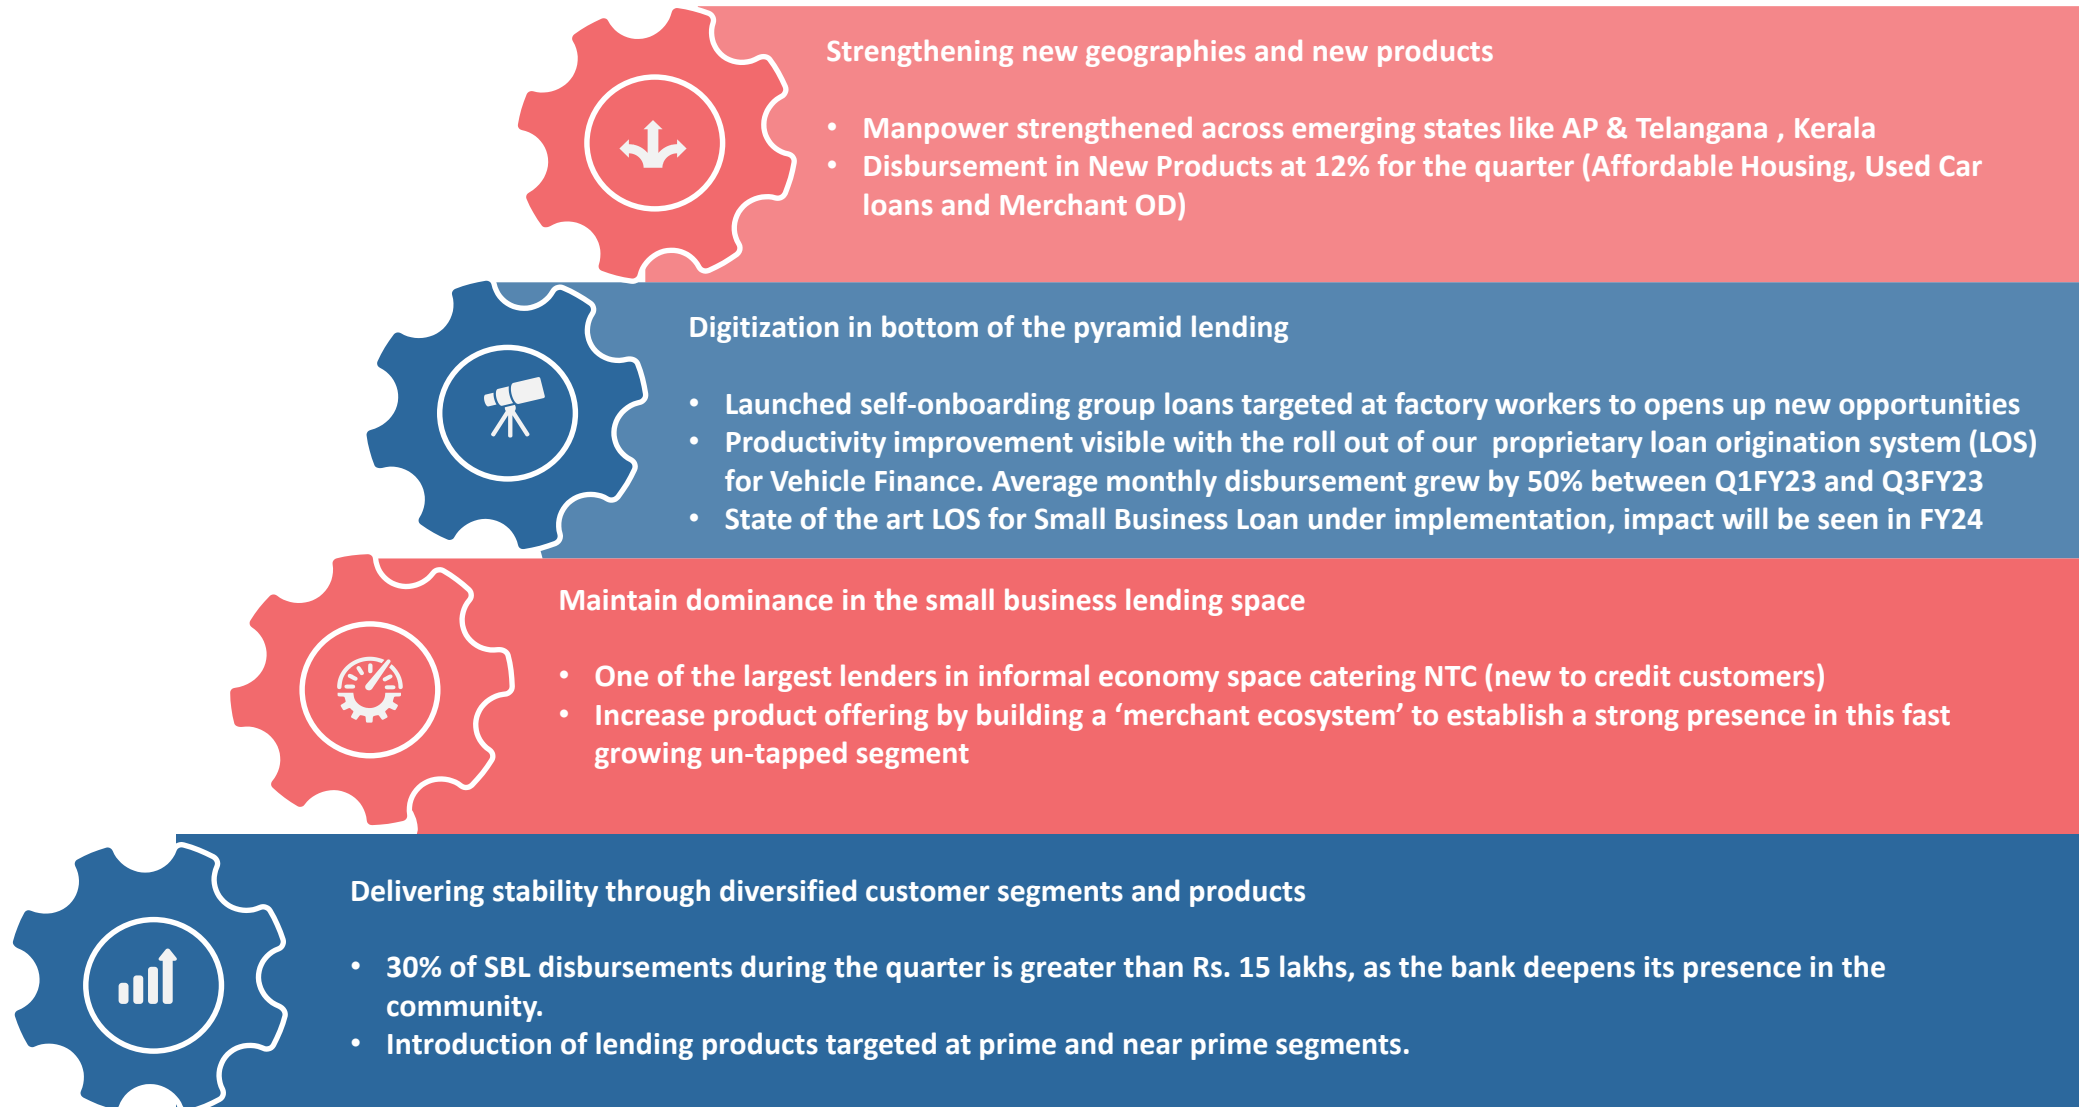 Strengthening new geographies and new products
• Manpower strengthened across emerging states like AP & Telangana , Kerala
• Disbursement in New Products at 12% for the quarter (Affordable Housing, Used Car
loans and Merchant OD)
Digitization in bottom of the pyramid lending
• Launched self-onboarding group loans targeted at factory workers to opens up new opportunities
• Productivity improvement visible with the roll out of our  proprietary loan origination system (LOS)
for Vehicle Finance. Average monthly disbursement grew by 50% between Q1FY23 and Q3FY23
• State of the art LOS for Small Business Loan under implementation, impact will be seen in FY24
Maintain dominance in the small business lending space
• One of the largest lenders in informal economy space catering NTC (new to credit customers)
• Increase product offering by building a ‘merchant ecosystem’ to establish a strong presence in this fast
growing un-tapped segment
Delivering stability through diversified customer segments and products
• 30% of SBL disbursements during the quarter is greater than Rs. 15 lakhs, as the bank deepens its presence in the
community.
• Introduction of lending products targeted at prime and near prime segments.